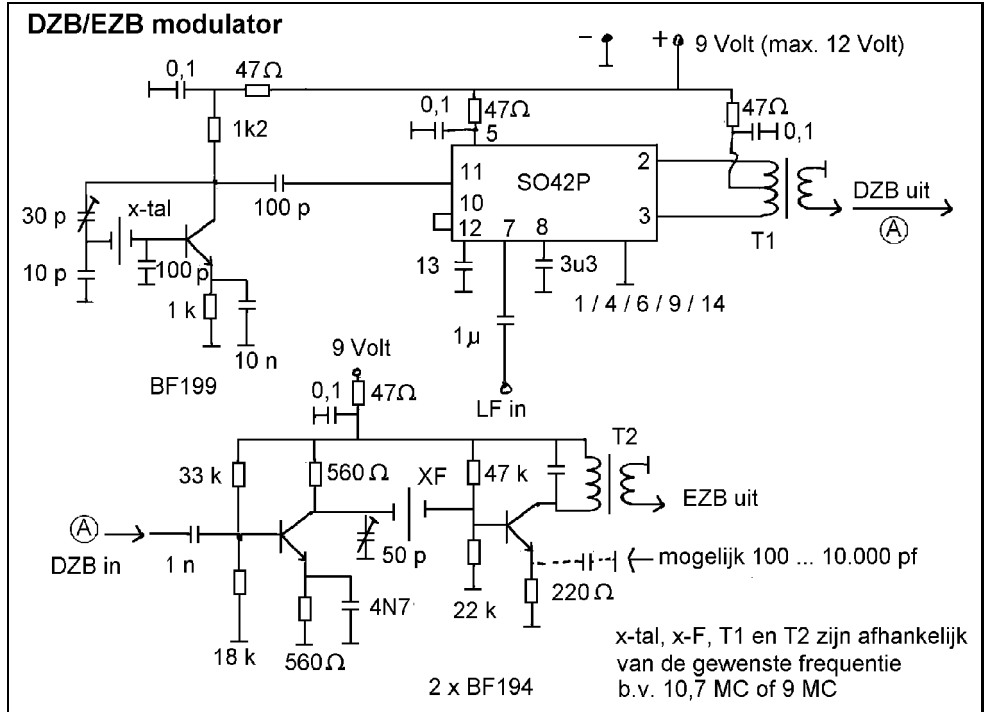 DZB/EZB modulator
- + 9 Volt (max. 12 Volt)
0,1 47Ω
1k2
0,1 47Ω
5
47Ω
0,1
11 SO42P 2
10
12 7 8 3
100 p
30 p x-tal
10 p 100 p
1 k
10 n
BF199
13 3u3
1 / 4 / 6 / 9 / 14
1μ
LF in
T1
DZB uit
A
9 Volt
0,1 47Ω
33 k 560 Ω XF 47 k T2
EZB uit
A
DZB in 1 n
50 p
mogelijk 100 ... 10.000 pf
4N7 22 k 220 Ω
18 k 560 Ω
2 x BF194
x-tal, x-F, T1 en T2 zijn afhankelijk
van de gewenste frequentie
b.v. 10,7 MC of 9 MC